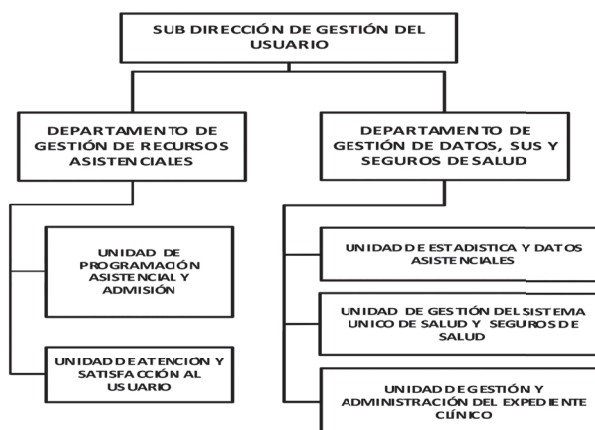 SUB DIRECCIÓN DE GESTIÓN DEL
USUARIO
DEPARTAMENTO DE
GESTIÓN DE RECURSOS
ASISTENCIALES
DEPARTAMENTO DE
GESTIÓN DE DATOS, SUS Y
SEGUROS DE SALUD
UNIDAD DE
PROGRAMACIÓN
ASISTENCIAL Y
ADMISIÓN
UNIDAD DE ATENCION Y
SATISFACCIÓN AL
USUARIO
UNIDAD DE ESTADISTICA Y DATOS
ASISTENCIALES
UNIDAD DE GESTIÓN DEL SISTEMA
UNICO DE SALUD Y SEGUROS DE
SALUD
UNIDAD DE GESTIÓN Y
ADMINISTRACIÓN DEL EXPEDIENTE
CLÍNICO